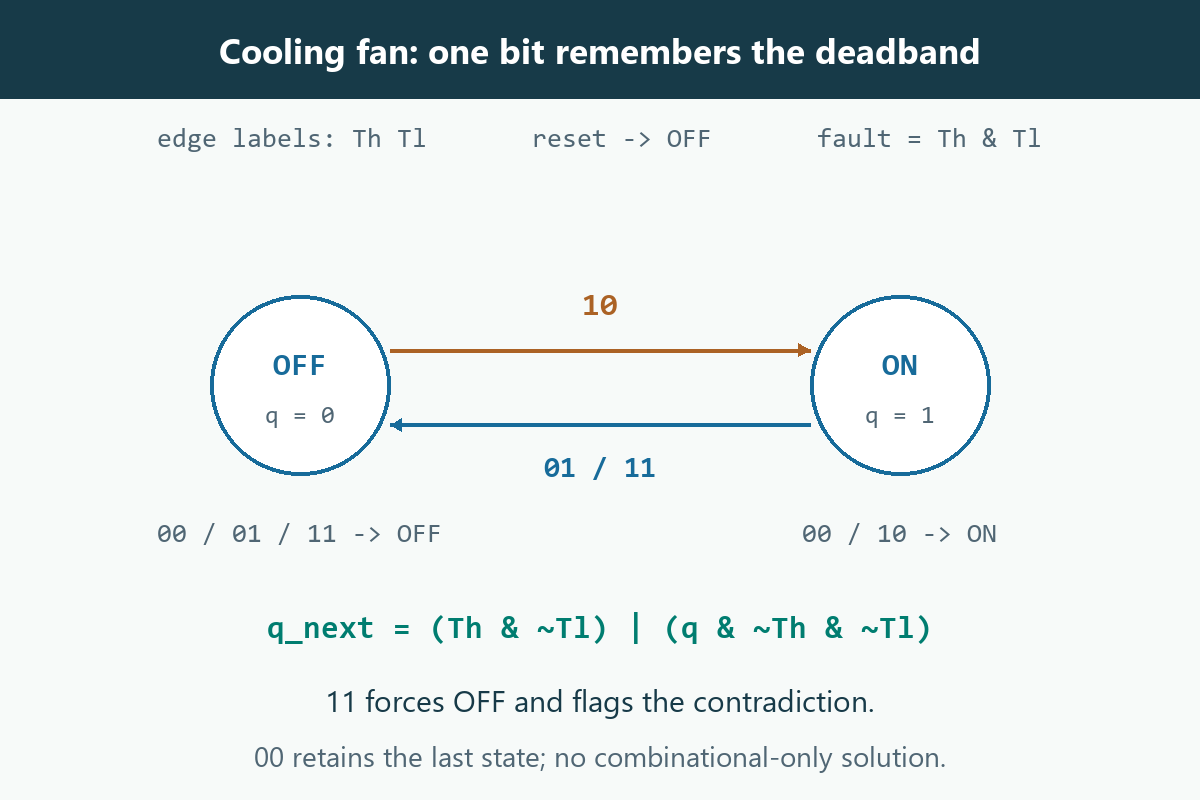 Cooling fan: one bit remembers the deadband
edge labels: Th Tl
reset -> OFF
fault = Th & Tl
10
OFF
q = 0
ON
q = 1
01 / 11
00 / 01 / 11 -> OFF
00 / 10 -> ON
q_next = (Th & ~Tl) | (q & ~Th & ~Tl)
11 forces OFF and flags the contradiction.
00 retains the last state; no combinational-only solution.